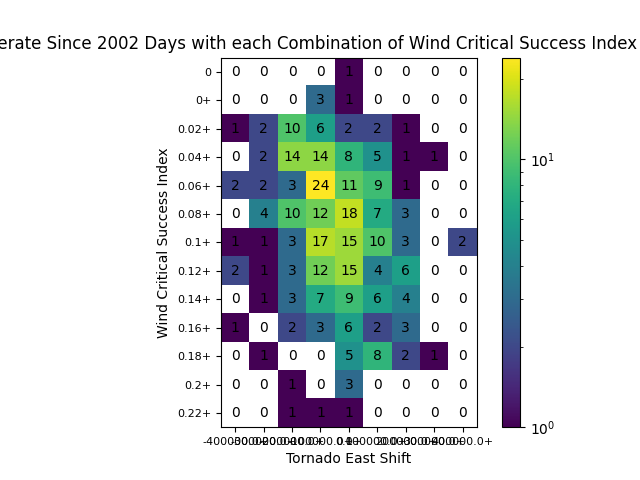 erate Since 2002 Days with each Combination of Wind Critical Success Index
0 0 0 0 0 1 0 0 0 0
0+ 0 0 0 3 1 0 0 0 0
0.02+ 1 2 10 6 2 2 1 0 0
0.04+ 0 2 14 14 8 5 1 1 0
0.06+ 2 2 3 24 11 9 1 0 0
0.08+ 0 4 10 12 18 7 3 0 0
0.1+ 1 1 3 17 15 10 3 0 2
0.12+ 2 1 3 12 15 4 6 0 0
0.14+ 0 1 3 7 9 6 4 0 0
0.16+ 1 0 2 3 6 2 3 0 0
0.18+ 0 1 0 0 5 8 2 1 0
0.2+ 0 0 1 0 3 0 0 0 0
0.22+ 0 0 1 1 1 0 0 0 0
Tornado East Shift
Wind Critical Success Index
10¹
10⁰